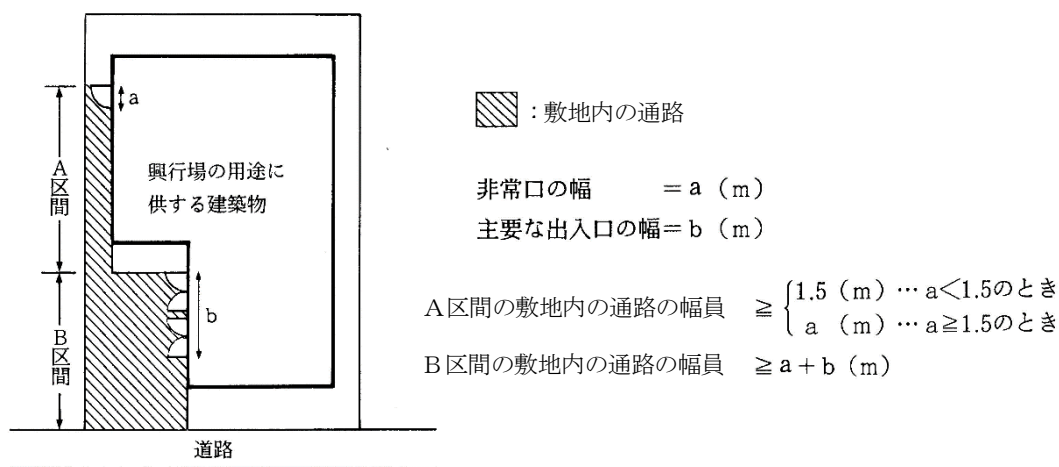 a
A区間
興行場の用途に
供する建築物
b
B区間
道路
：敷地内の通路
非常口の幅　　　＝a（m）
主要な出入口の幅＝b（m）
A区間の敷地内の通路の幅員　≧｛1.5（m）…a＜1.5のとき
a（m）…a≧1.5のとき
B区間の敷地内の通路の幅員　≧a＋b（m）